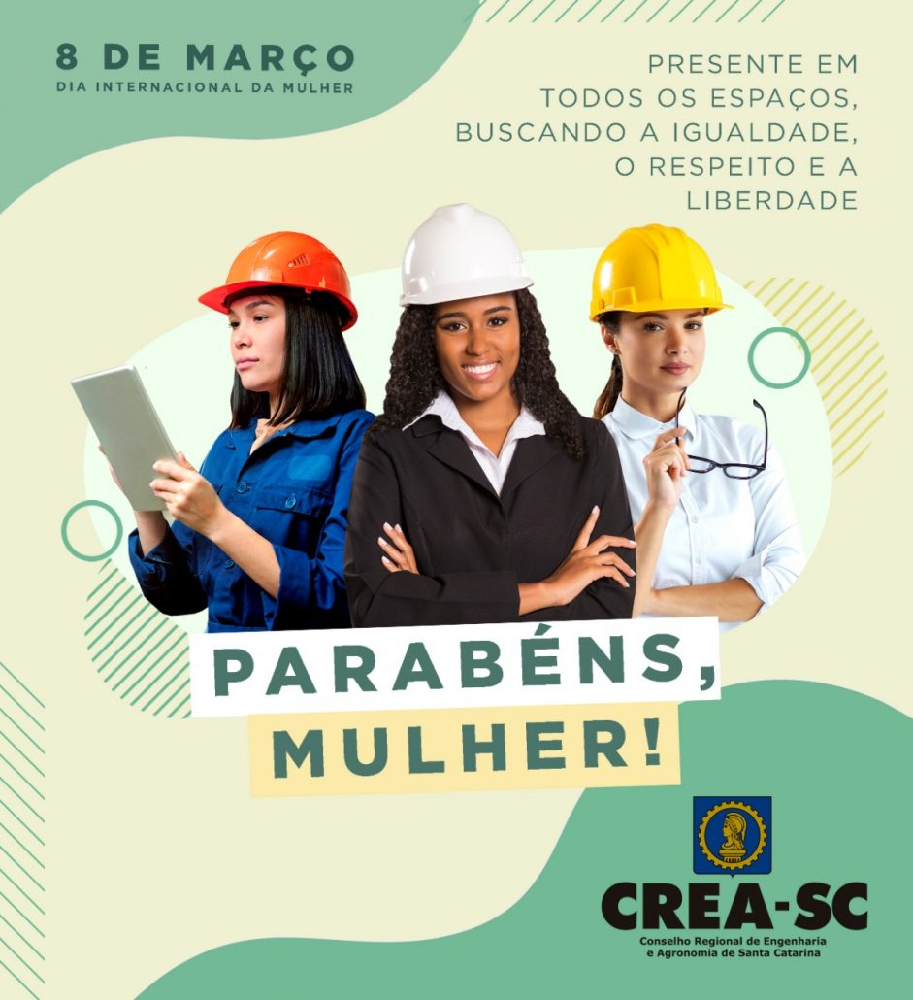 8 DE MARÇO
DIA INTERNACIONAL DA MULHER
PRESENTE EM
TODOS OS ESPAÇOS,
BUSCANDO A IGUALDADE,
O RESPEITO E A
LIBERDADE
PARABÉNS,
MULHER!
CREA-SC
Conselho Regional de Engenharia
e Agronomia de Santa Catarina